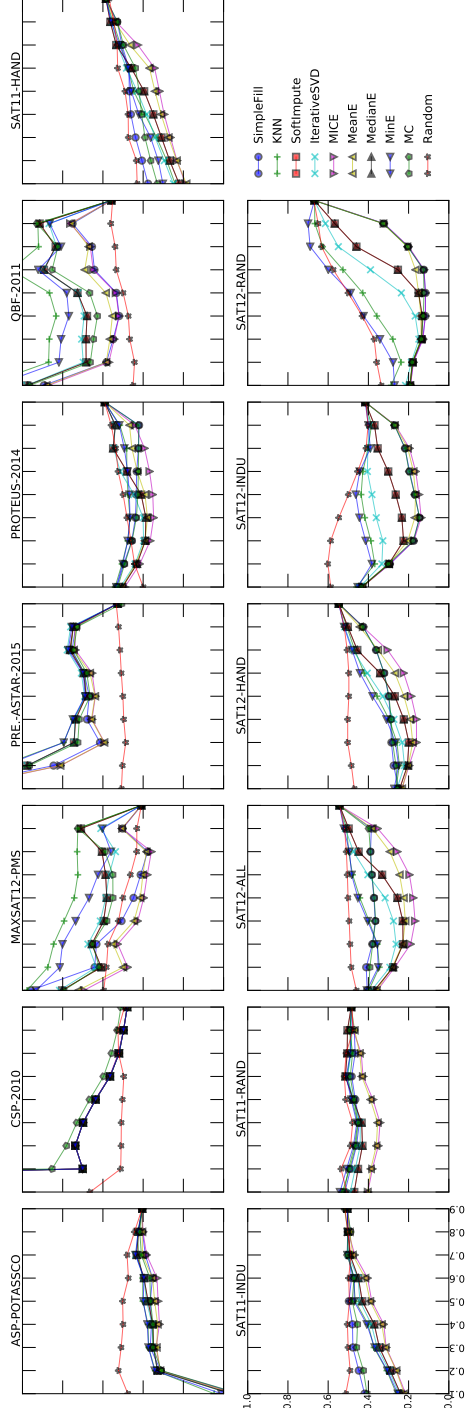 ASP-POTASSCO
CSP-2010
MAXSAT12-PMS
PRE.-ASTAR-2015
PROTEUS-2014
QBF-2011
SAT11-HAND
SAT11-INDU
SAT11-RAND
SAT12-ALL
SAT12-HAND
SAT12-INDU
SAT12-RAND
SimpleFill
KNN
SoftImpute
IterativeSVD
MICE
MeanE
MedianE
MinE
MC
Random
1.0
0.8
0.6
0.4
0.2
0.0
0.1 0.2 0.3 0.4 0.5 0.6 0.7 0.8 0.9